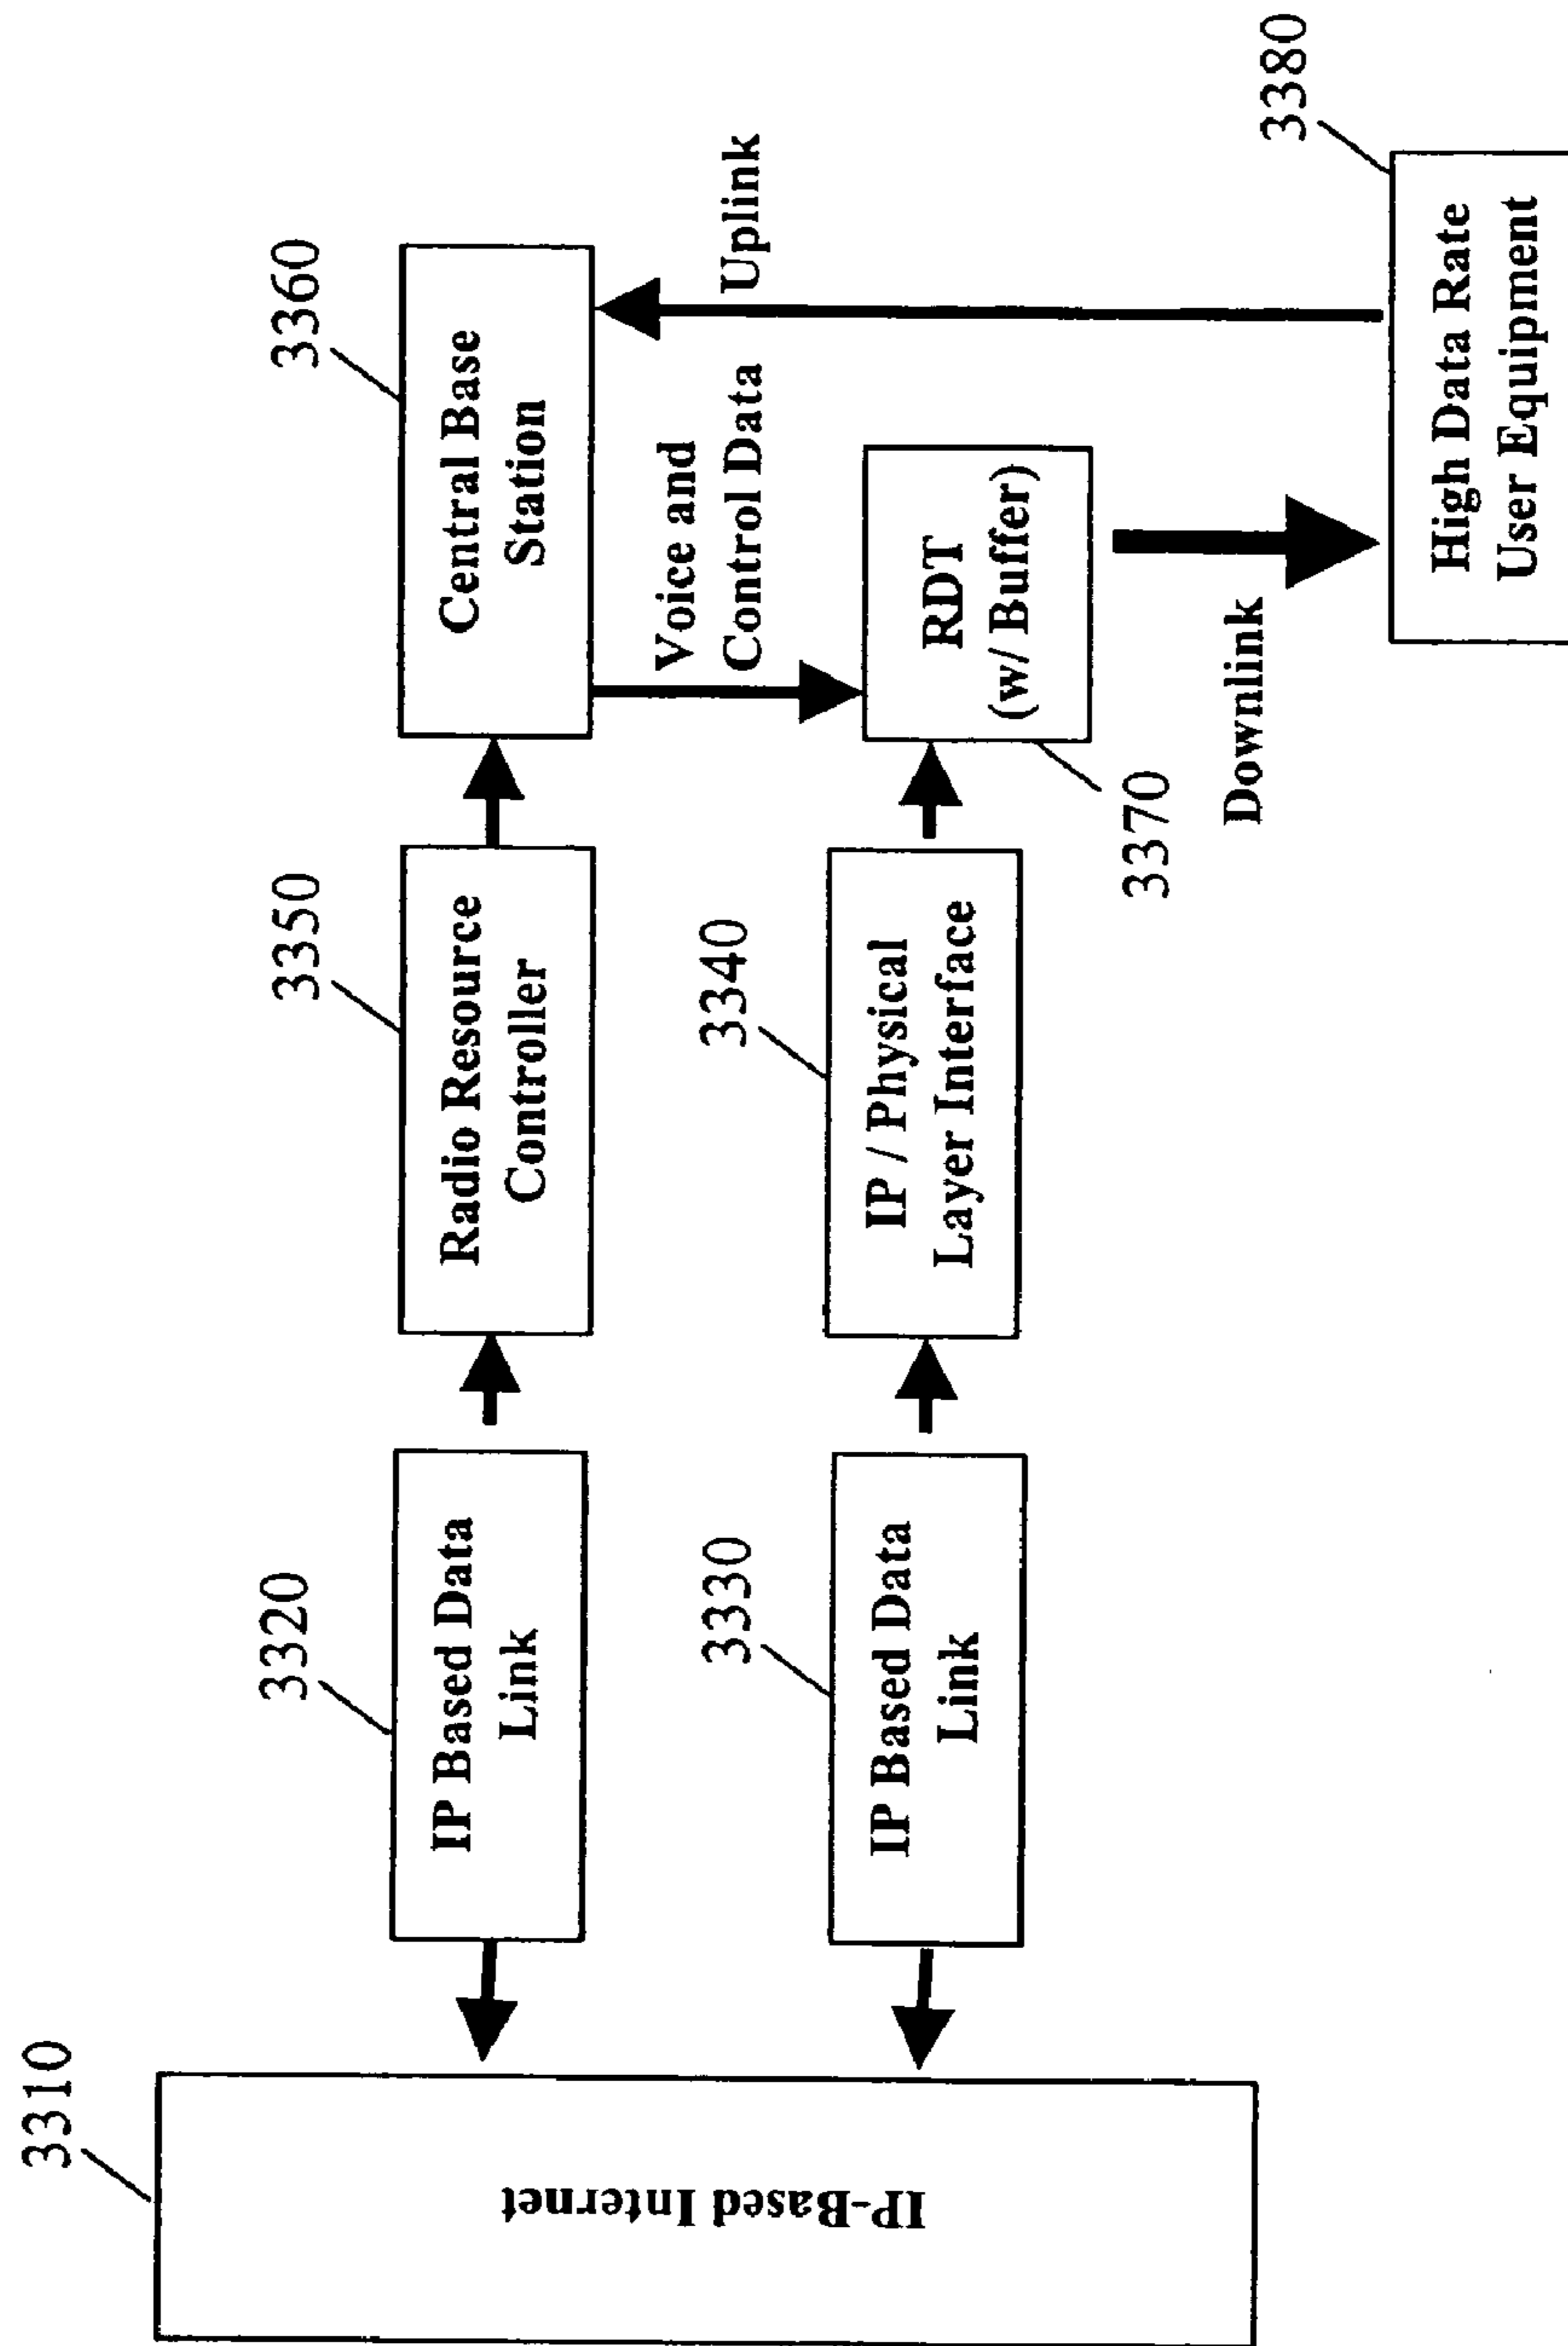 3310
IP-Based Internet
3320
IP Based Data
Link
3350
Radio Resource
Controller
3360
Central Base
Station
3330
IP Based Data
Link
3340
IP / Physical
Layer Interface
Voice and
Control Data
Uplink
RDT
(w/ Buffer)
3370
Downlink
3380
High Data Rate
User Equipment